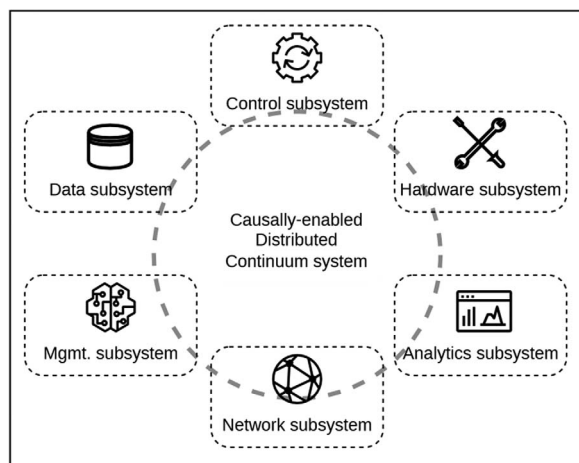 Control subsystem
Data subsystem
Hardware subsystem
Causally-enabled
Distributed
Continuum system
Mgmt. subsystem
Analytics subsystem
Network subsystem